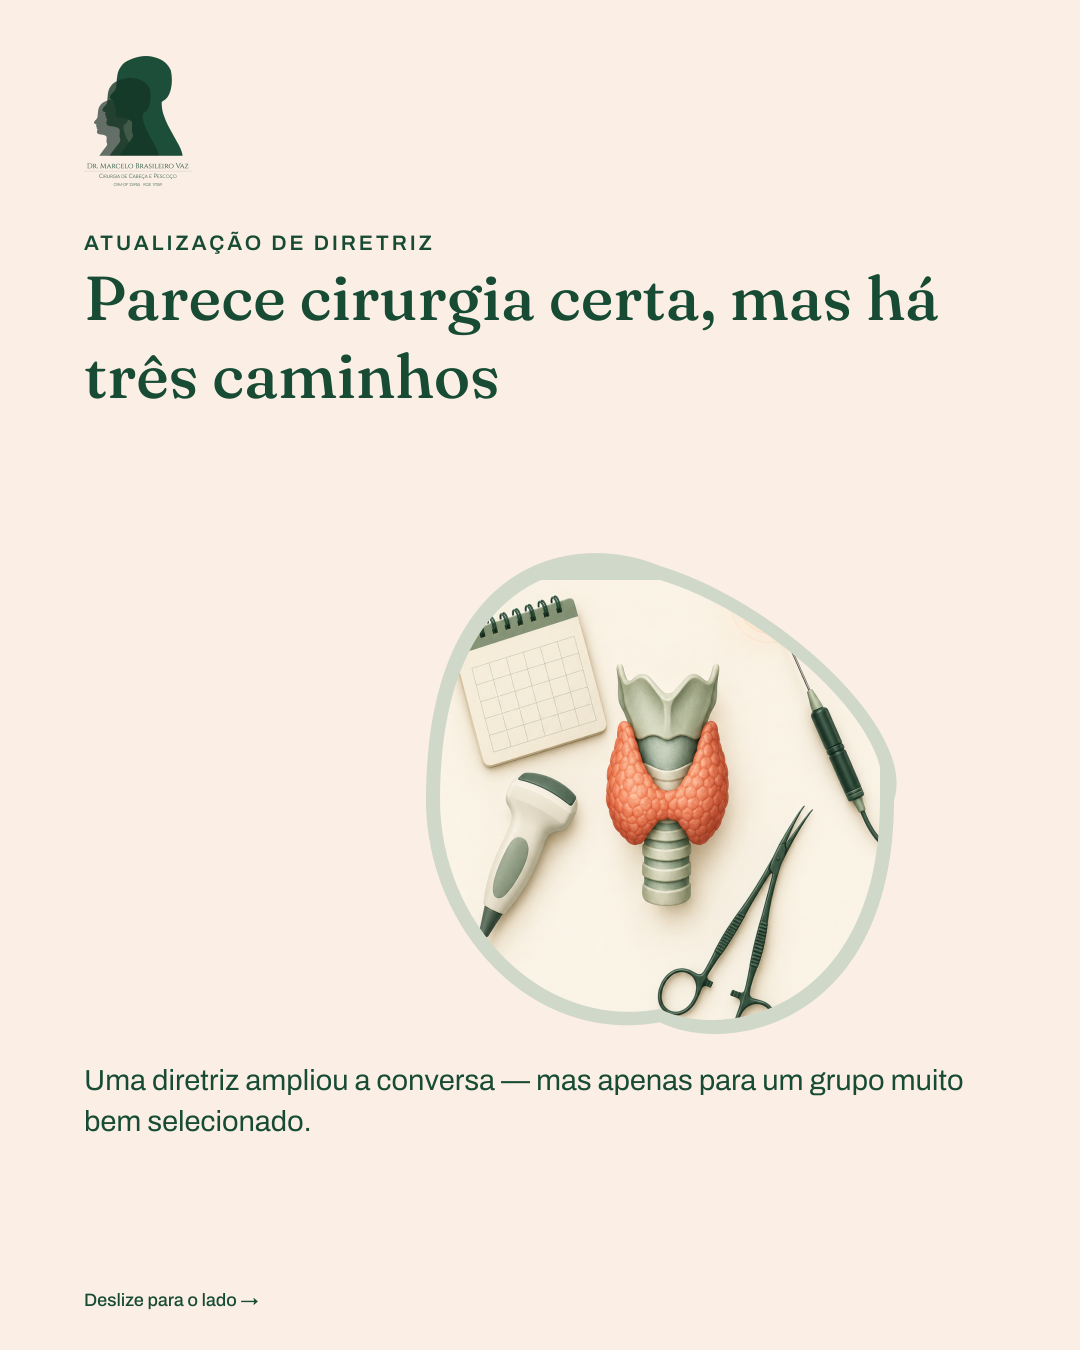 DR. MARCELO BRASILEIRO VAZ
CIRURGIA DE CABEÇA E PESCOÇO
ATUALIZAÇÃO DE DIRETRIZ
Parece cirurgia certa, mas há
três caminhos
Uma diretriz ampliou a conversa — mas apenas para um grupo muito
bem selecionado.
Deslize para o lado →